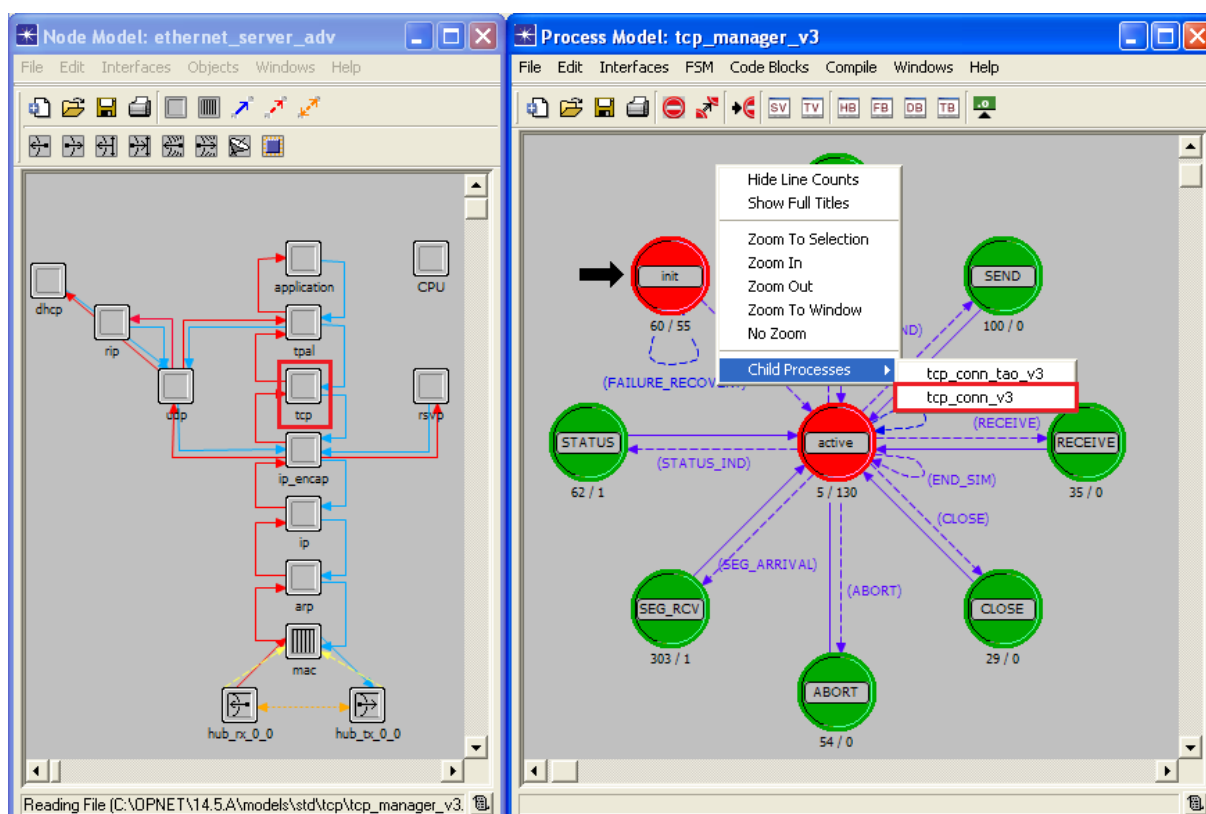 Node Model: ethernet_server_adv
File Edit Interfaces Objects Windows Help
application
CPU
dhcp
rip
tpal
udp
tcp
rsvp
ip_encap
ip
arp
mac
hub_rx_0_0
hub_tx_0_0
Reading File (C:\OPNET\14.5.A\models\std\tcp\tcp_manager_v3.
Process Model: tcp_manager_v3
File Edit Interfaces FSM Code Blocks Compile Windows Help
SV TV HB FB DB TB
Hide Line Counts
Show Full Titles
Zoom To Selection
Zoom In
Zoom Out
Zoom To Window
No Zoom
Child Processes
tcp_conn_tao_v3
tcp_conn_v3
init
60 / 55
SEND
100 / 0
ND)
(FAILURE_RECOVER
(RECEIVE)
STATUS
62 / 1
(STATUS_IND)
active
5 / 130
RECEIVE
35 / 0
(END_SIM)
(CLOSE)
(SEG_ARRIVAL)
(ABORT)
SEG_RCV
303 / 1
CLOSE
29 / 0
ABORT
54 / 0